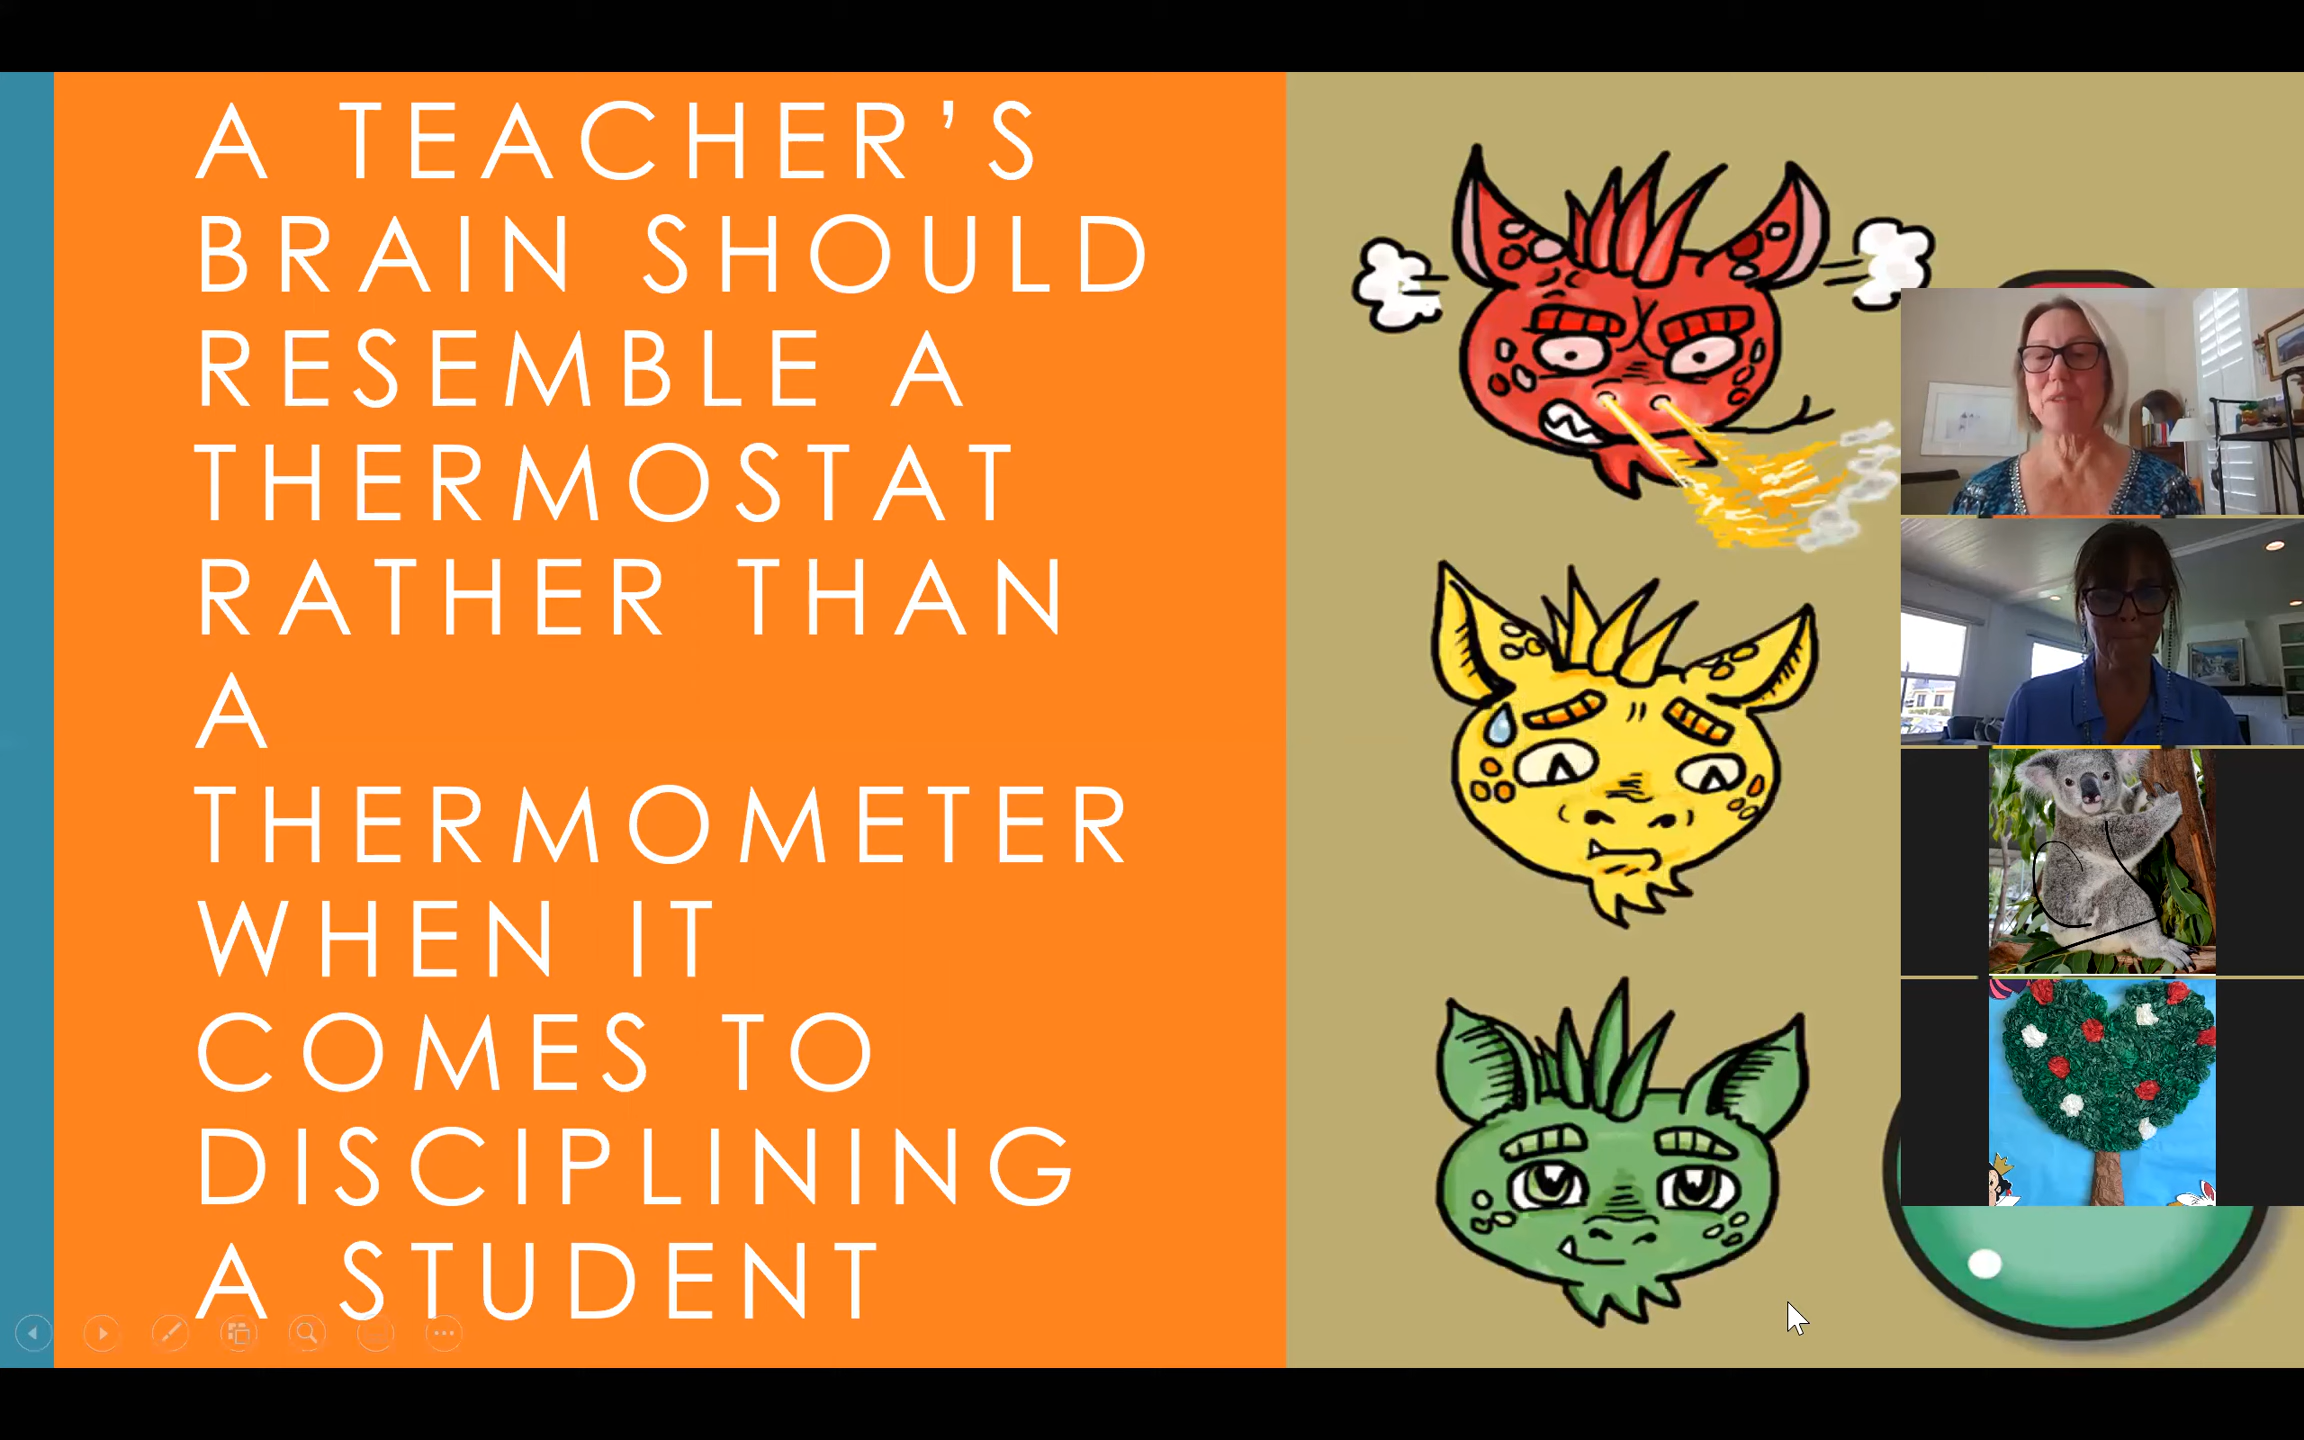 A TEACHER’S
BRAIN SHOULD
RESEMBLE A
THERMOSTAT
RATHER THAN
A
THERMOMETER
WHEN IT
COMES TO
DISCIPLINING
A STUDENT